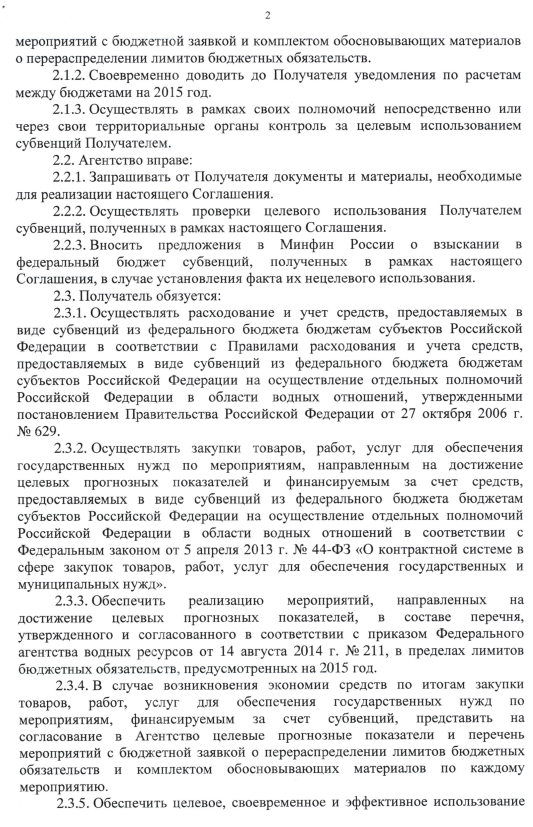 2
мероприятий с бюджетной заявкой и комплектом обосновывающих материалов
о перераспределении лимитов бюджетных обязательств.
2.1.2. Своевременно доводить до Получателя уведомления по расчетам
между бюджетами на 2015 год.
2.1.3. Осуществлять в рамках своих полномочий непосредственно или
через свои территориальные органы контроль за целевым использованием
субвенций Получателем.
2.2. Агентство вправе:
2.2.1. Запрашивать от Получателя документы и материалы, необходимые
для реализации настоящего Соглашения.
2.2.2. Осуществлять проверки целевого использования Получателем
субвенций, полученных в рамках настоящего Соглашения.
2.2.3. Вносить предложения в Минфин России о взыскании в
федеральный бюджет субвенций, полученных в рамках настоящего
Соглашения, в случае установления факта их нецелевого использования.
2.3. Получатель обязуется:
2.3.1. Осуществлять расходование и учет средств, предоставляемых в
виде субвенций из федерального бюджета бюджетам субъектов Российской
Федерации в соответствии с Правилами расходования и учета средств,
предоставляемых в виде субвенций из федерального бюджета бюджетам
субъектов Российской Федерации на осуществление отдельных полномочий
Российской Федерации в области водных отношений, утвержденными
постановлением Правительства Российской Федерации от 27 октября 2006 г.
№ 629.
2.3.2. Осуществлять закупки товаров, работ, услуг для обеспечения
государственных нужд по мероприятиям, направленным на достижение
целевых прогнозных показателей и финансируемым за счет средств,
предоставляемых в виде субвенций из федерального бюджета бюджетам
субъектов Российской Федерации на осуществление отдельных полномочий
Российской Федерации в области водных отношений в соответствии с
Федеральным законом от 5 апреля 2013 г. № 44-ФЗ «О контрактной системе в
сфере закупок товаров, работ, услуг для обеспечения государственных и
муниципальных нужд».
2.3.3. Обеспечить реализацию мероприятий, направленных на
достижение целевых прогнозных показателей, в составе перечня,
утвержденного и согласованного в соответствии с приказом Федерального
агентства водных ресурсов от 14 августа 2014 г. № 211, в пределах лимитов
бюджетных обязательств, предусмотренных на 2015 год.
2.3.4. В случае возникновения экономии средств по итогам закупки
товаров, работ, услуг для обеспечения государственных нужд по
мероприятиям, финансируемым за счет субвенций, представить на
согласование в Агентство целевые прогнозные показатели и перечень
мероприятий с бюджетной заявкой о перераспределении лимитов бюджетных
обязательств и комплектом обосновывающих материалов по каждому
мероприятию.
2.3.5. Обеспечить целевое, своевременное и эффективное использование